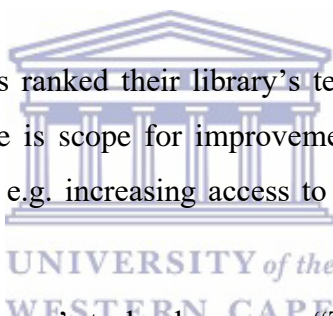 s ranked their library’s te
e is scope for improveme
e.g. increasing access to
UNIVERSITY of the
WESTERN CAPE